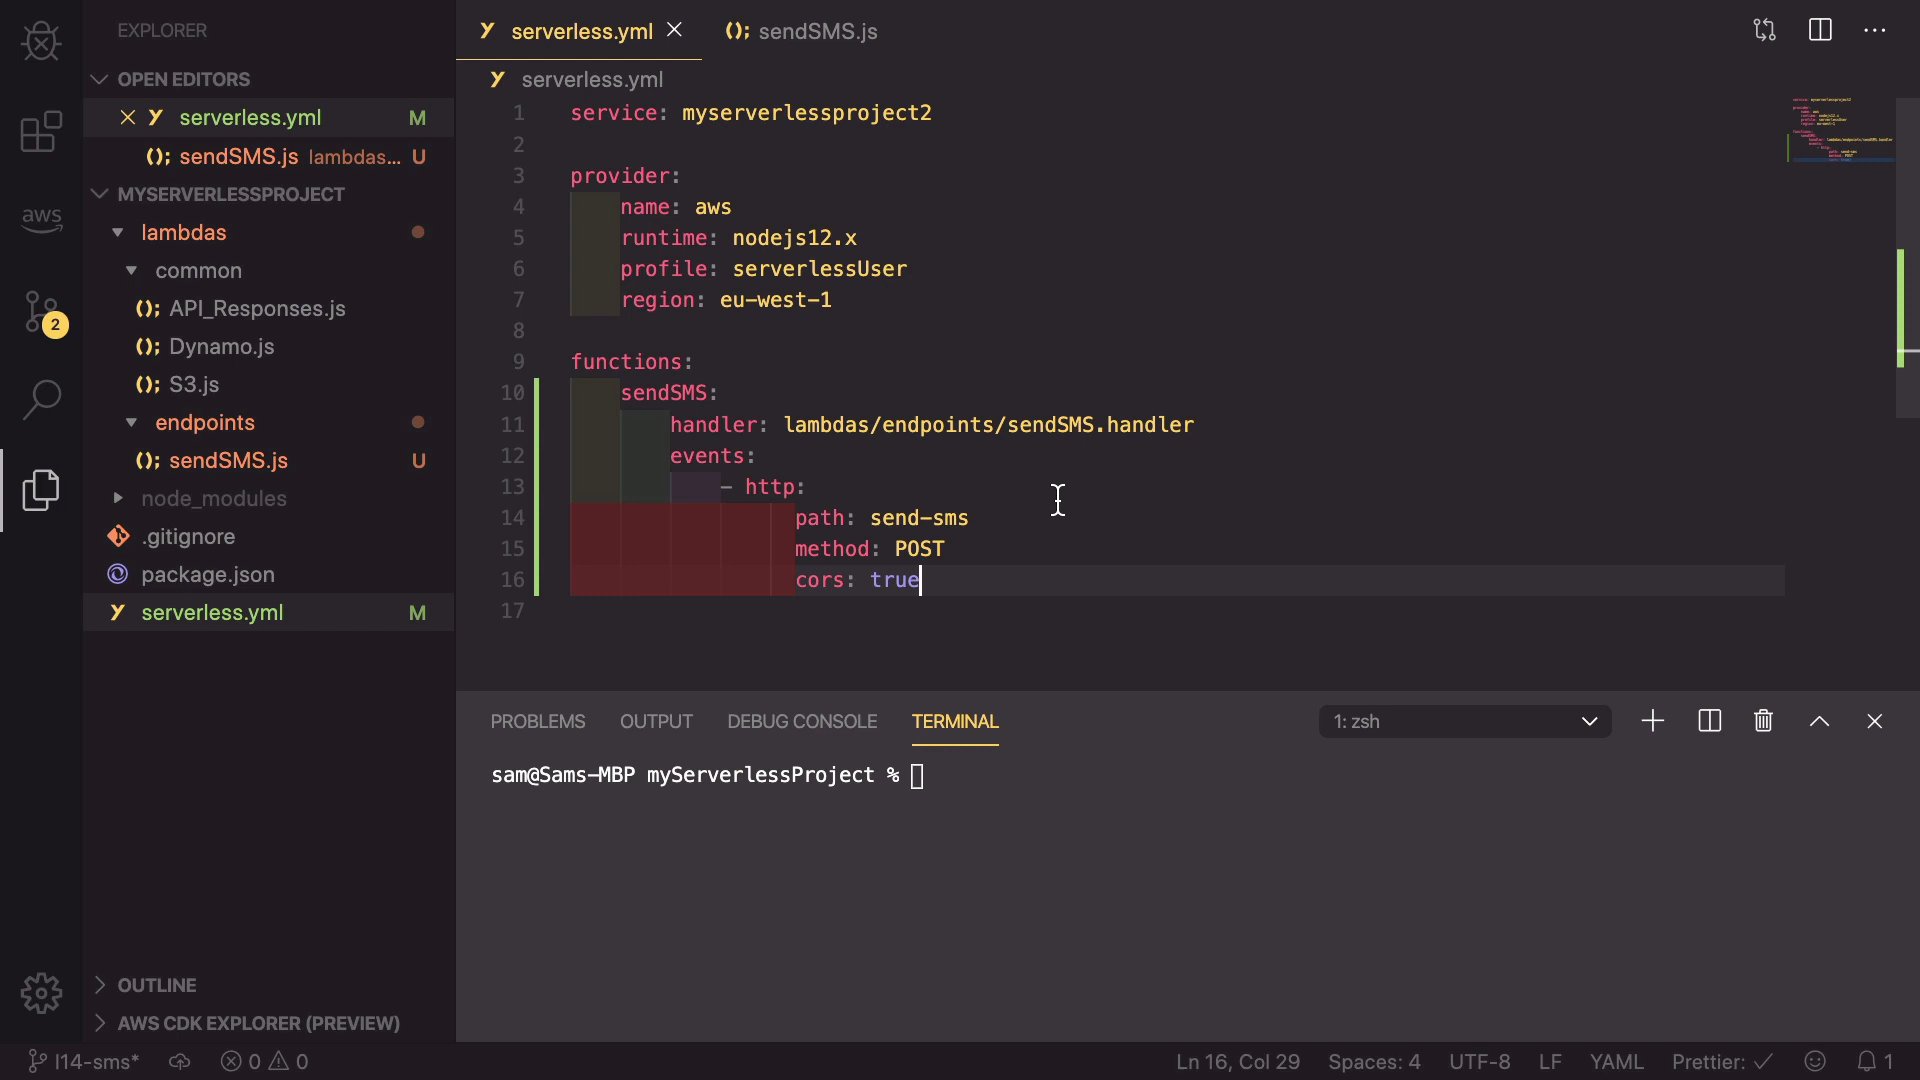 EXPLORER
OPEN EDITORS
serverless.yml M
sendSMS.js lambdas... U
MYSERVERLESSPROJECT
lambdas
common
API_Responses.js
Dynamo.js
S3.js
endpoints
sendSMS.js U
node_modules
.gitignore
package.json
serverless.yml M
OUTLINE
AWS CDK EXPLORER (PREVIEW)
aws
2
serverless.yml
sendSMS.js
serverless.yml
1 service: myserverlessproject2
2
3 provider:
4 name: aws
5 runtime: nodejs12.x
6 profile: serverlessUser
7 region: eu-west-1
8
9 functions:
10 sendSMS:
11 handler: lambdas/endpoints/sendSMS.handler
12 events:
13 - http:
14 path: send-sms
15 method: POST
16 cors: true
17
PROBLEMS OUTPUT DEBUG CONSOLE TERMINAL 1: zsh
sam@Sams-MBP myServerlessProject %
l14-sms* 0 0 Ln 16, Col 29 Spaces: 4 UTF-8 LF YAML Prettier: ✓ 1